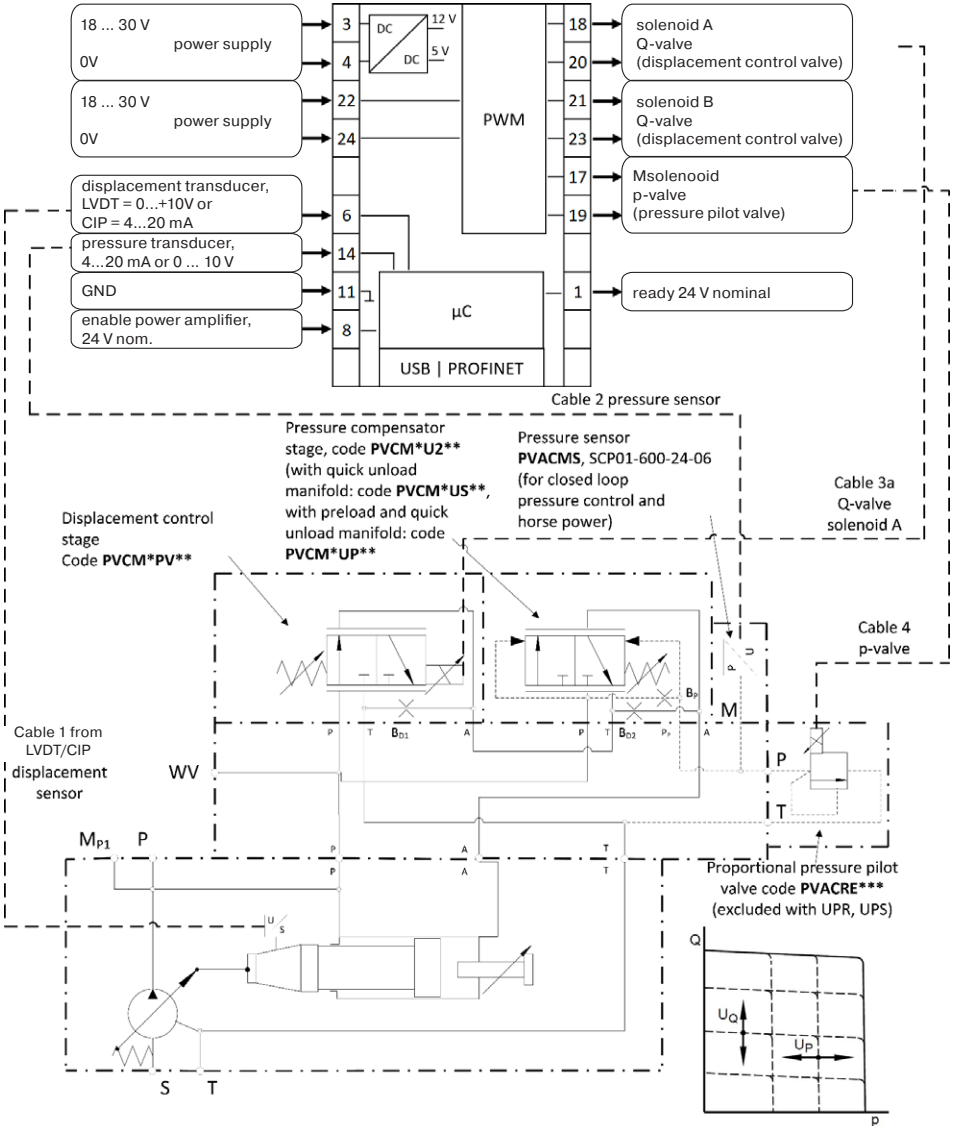 18 ... 30 V
power supply
0V
18 ... 30 V
power supply
0V
displacement transducer,
LVDT = 0...+10V or
CIP = 4...20 mA
pressure transducer,
4...20 mA or 0 ... 10 V
GND
enable power amplifier,
24 V nom.
3
4
22
24
6
14
11
8
DC
DC
12 V
5 V
PWM
µC
USB | PROFINET
18
20
21
23
17
19
1
solenoid A
Q-valve
(displacement control valve)
solenoid B
Q-valve
(displacement control valve)
Msolenooid
p-valve
(pressure pilot valve)
ready 24 V nominal
Cable 2 pressure sensor
Pressure compensator
stage, code PVCM*U2**
(with quick unload
manifold: code PVCM*US**,
with preload and quick
unload manifold: code
PVCM*UP**
Pressure sensor
PVACMS, SCP01-600-24-06
(for closed loop
pressure control and
horse power)
Cable 3a
Q-valve
solenoid A
Displacement control
stage
Code PVCM*PV**
Cable 4
p-valve
P
U
BP
M
P
T
BD1
A
P
T
BD2
PP
A
Cable 1 from
LVDT/CIP
displacement
sensor
WV
P
T
MP1
P
P
A
T
P
A
T
Proportional pressure pilot
valve code PVACRE***
(excluded with UPR, UPS)
U
S
S
T
Q
UQ
UP
p